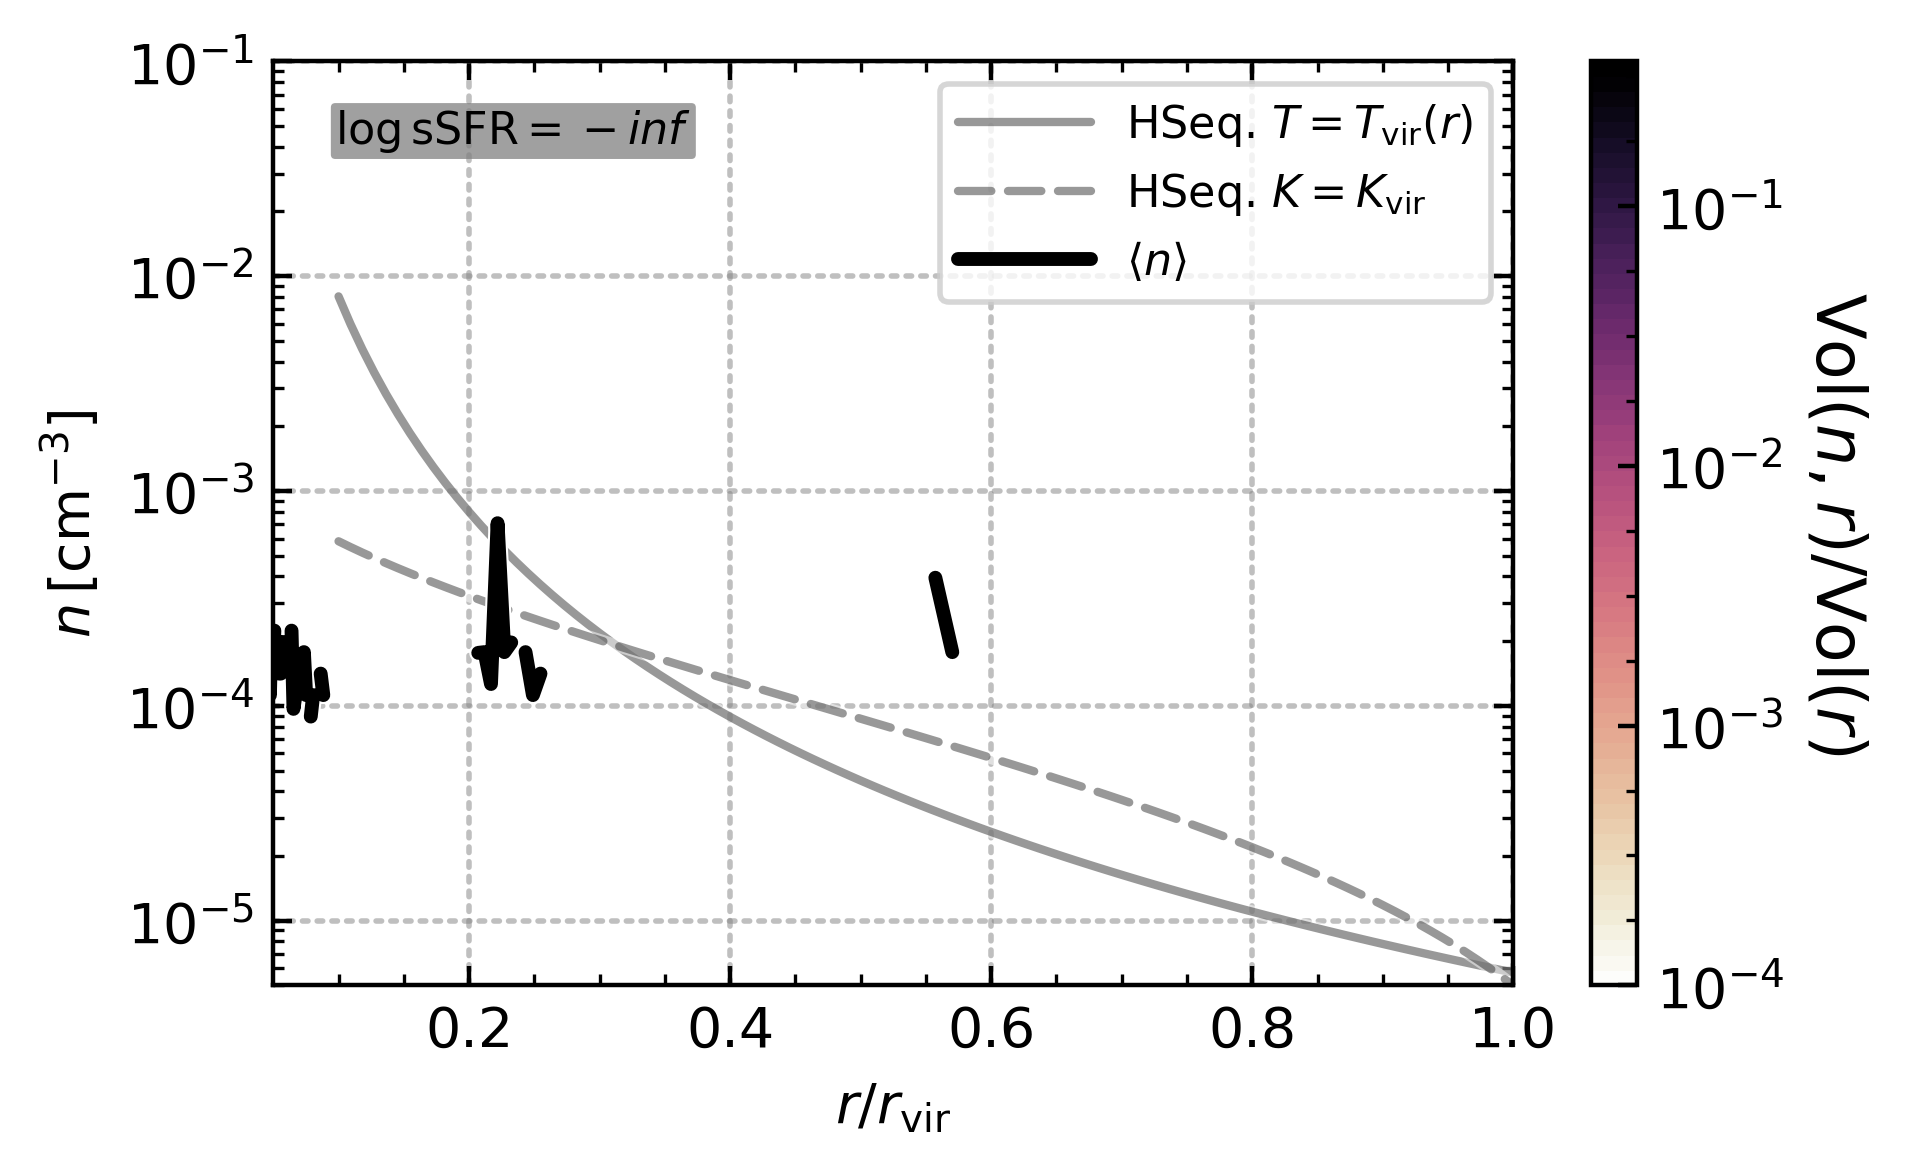 log sSFR = − inf
HSeq. T = T_vir(r)
HSeq. K = K_vir
⟨n⟩
10⁻¹
10⁻²
10⁻³
10⁻⁴
10⁻⁵
n [cm⁻³]
0.2 0.4 0.6 0.8 1.0
r/r_vir
10⁻¹
10⁻²
10⁻³
10⁻⁴
Vol(n, r)/Vol(r)